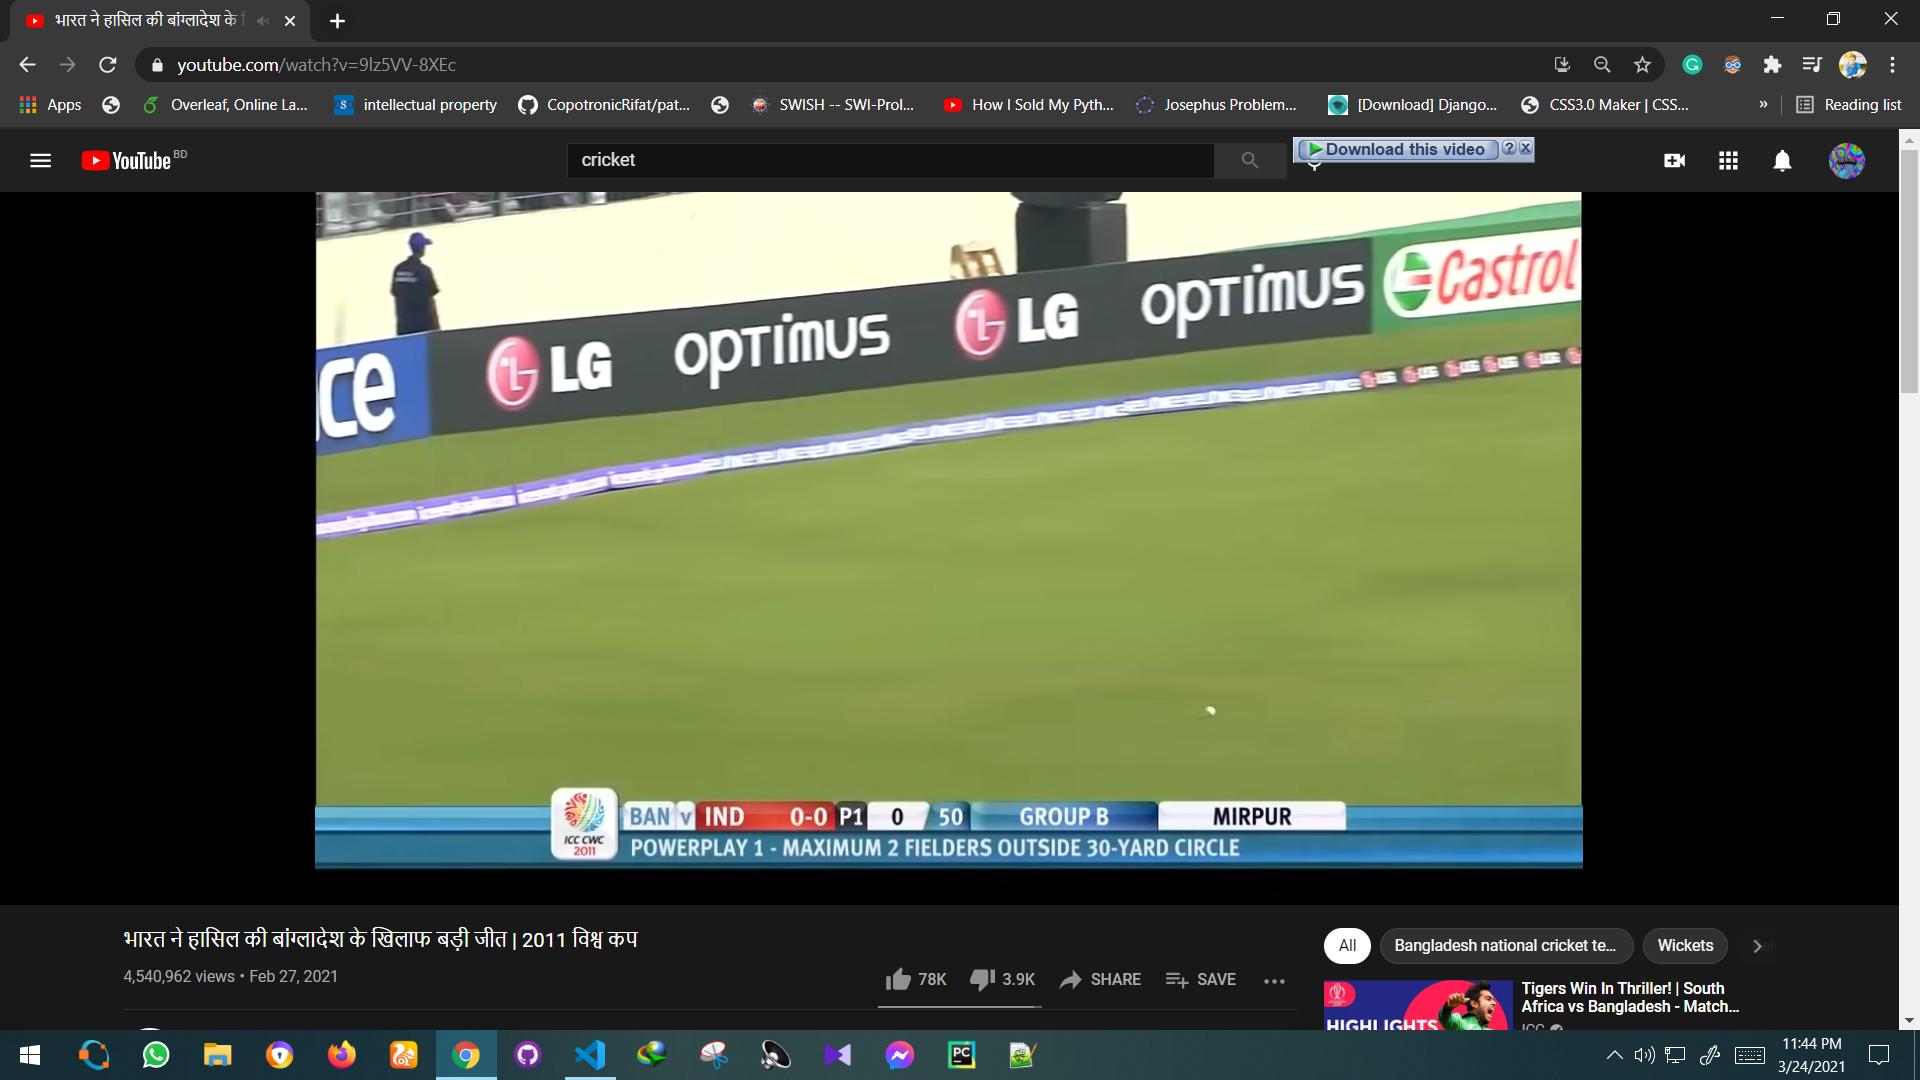 भारत ने हासिल की बांग्लादेश के
youtube.com/watch?v=9lz5VV-8XEc
Apps
Overleaf, Online La...
intellectual property
CopotronicRifat/pat...
SWISH -- SWI-Prol...
How I Sold My Pyth...
Josephus Problem...
[Download] Django...
CSS3.0 Maker | CSS...
»
Reading list
YouTube BD
cricket
Download this video
LG optimus LG optimus Castrol
ce
BAN v IND 0-0 P1 0 50 GROUP B MIRPUR
ICC CWC 2011
POWERPLAY 1 - MAXIMUM 2 FIELDERS OUTSIDE 30-YARD CIRCLE
भारत ने हासिल की बांग्लादेश के खिलाफ बड़ी जीत | 2011 विश्व कप
4,540,962 views • Feb 27, 2021
78K
3.9K
SHARE
SAVE
All
Bangladesh national cricket te...
Wickets
Tigers Win In Thriller! | South
Africa vs Bangladesh - Match...
ICC
HIGHLIGHTS
11:44 PM
3/24/2021